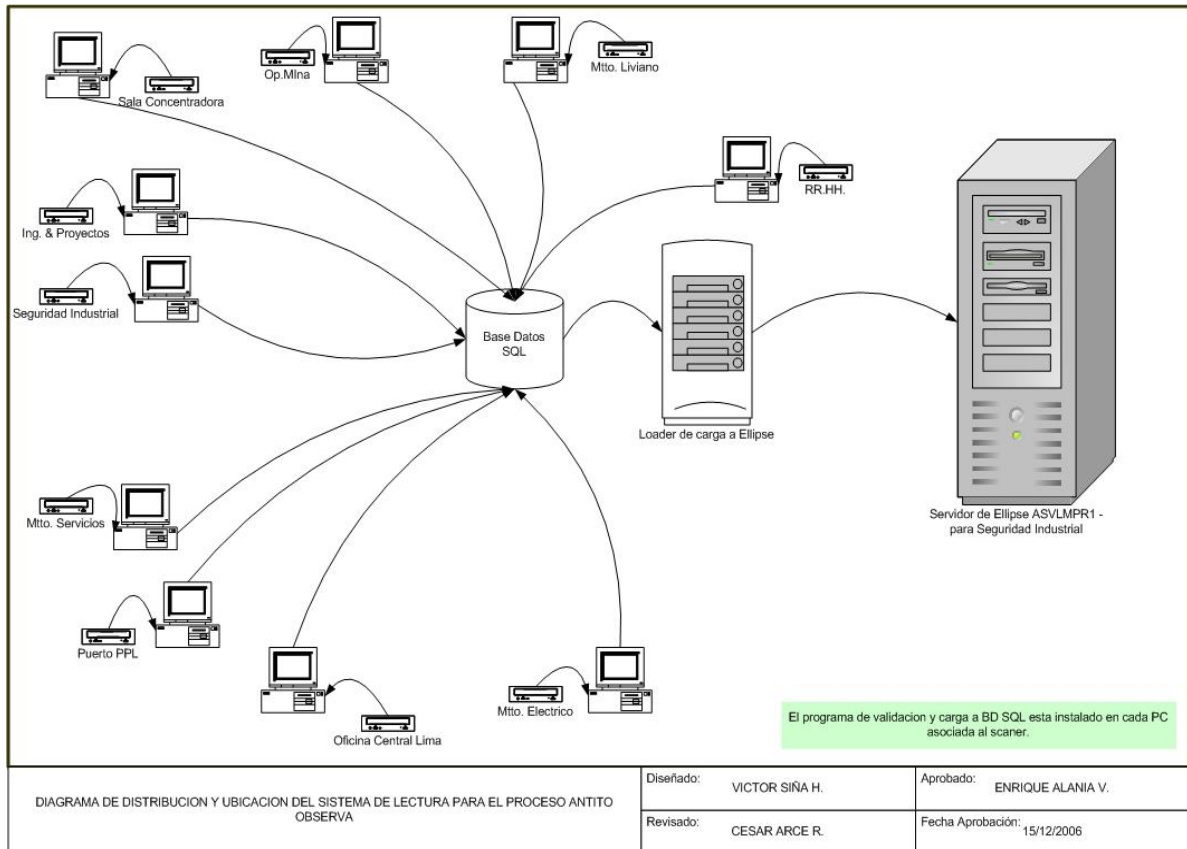 Op.MIna
Mtto. Liviano
Sala Concentradora
RR.HH.
Ing. & Proyectos
Seguridad Industrial
Base Datos
SQL
Loader de carga a Ellipse
Mtto. Servicios
Servidor de Ellipse ASVLMPR1 -
para Seguridad Industrial
Puerto PPL
Mtto. Electrico
Oficina Central Lima
El programa de validacion y carga a BD SQL esta instalado en cada PC
asociada al scaner.
DIAGRAMA DE DISTRIBUCION Y UBICACION DEL SISTEMA DE LECTURA PARA EL PROCESO ANTITO
OBSERVA
Diseñado: VICTOR SIÑA H.
Aprobado: ENRIQUE ALANIA V.
Revisado: CESAR ARCE R.
Fecha Aprobación: 15/12/2006